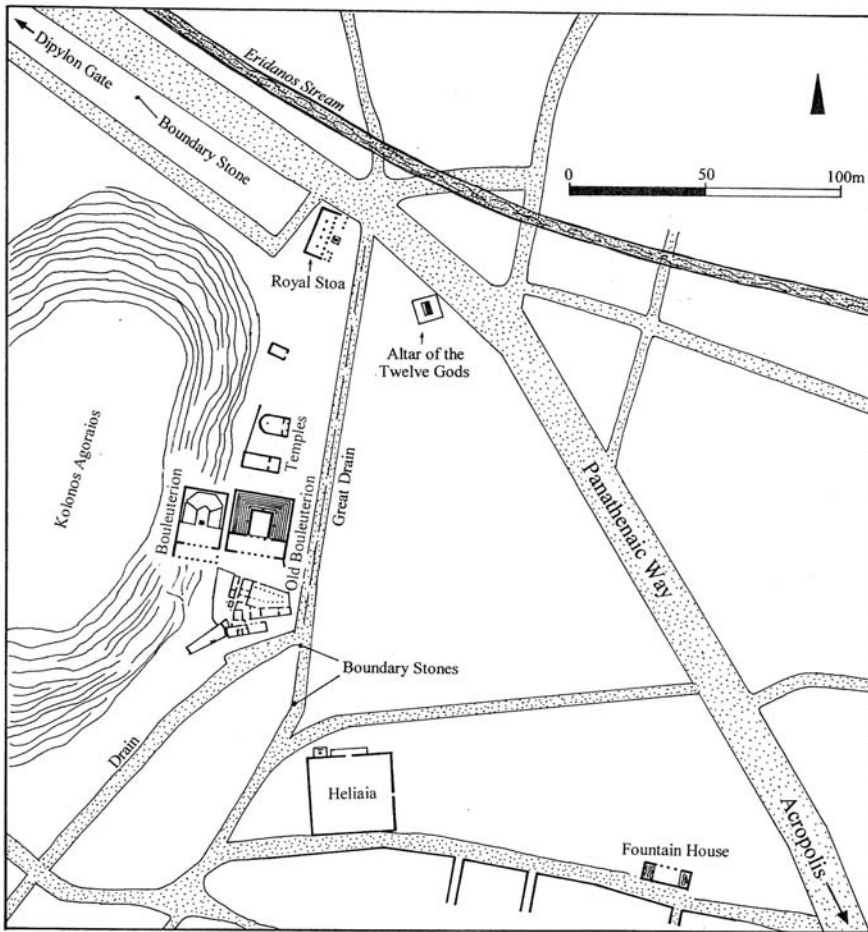 Dipylon Gate
Boundary Stone
Eridanos Stream
0 50 100m
Royal Stoa
Altar of the
Twelve Gods
Kolonos Agoraios
Temples
Bouleuterion
Old Bouleuterion
Great Drain
Panathenaic Way
Boundary Stones
Drain
Heliaia
Fountain House
Acropolis